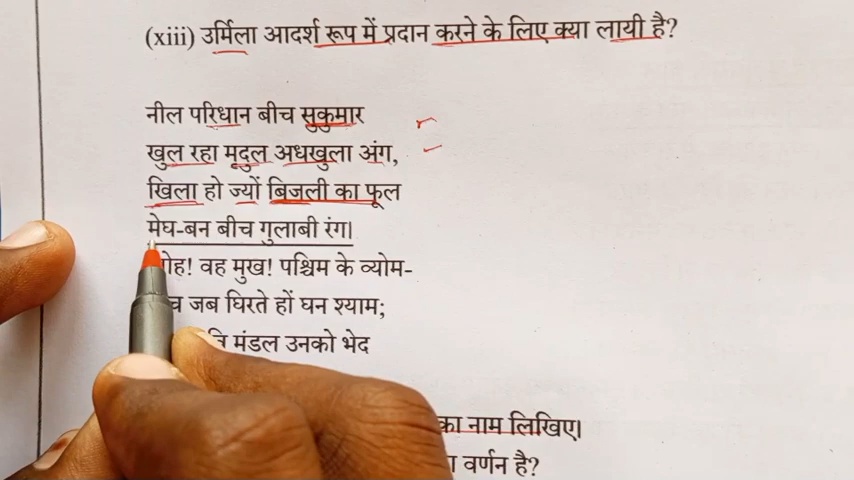 (xiii) उर्मिला आदर्श रूप में प्रदान करने के लिए क्या लायी है?
नील परिधान बीच सुकुमार
खुल रहा मृदुल अधखुला अंग,
खिला हो ज्यों बिजली का फूल
मेघ-बन बीच गुलाबी रंग।
वह मुख! पश्चिम के व्योम-
जब घिरते हों घन श्याम;
मंडल उनको भेद
का नाम लिखिए।
वर्णन है?